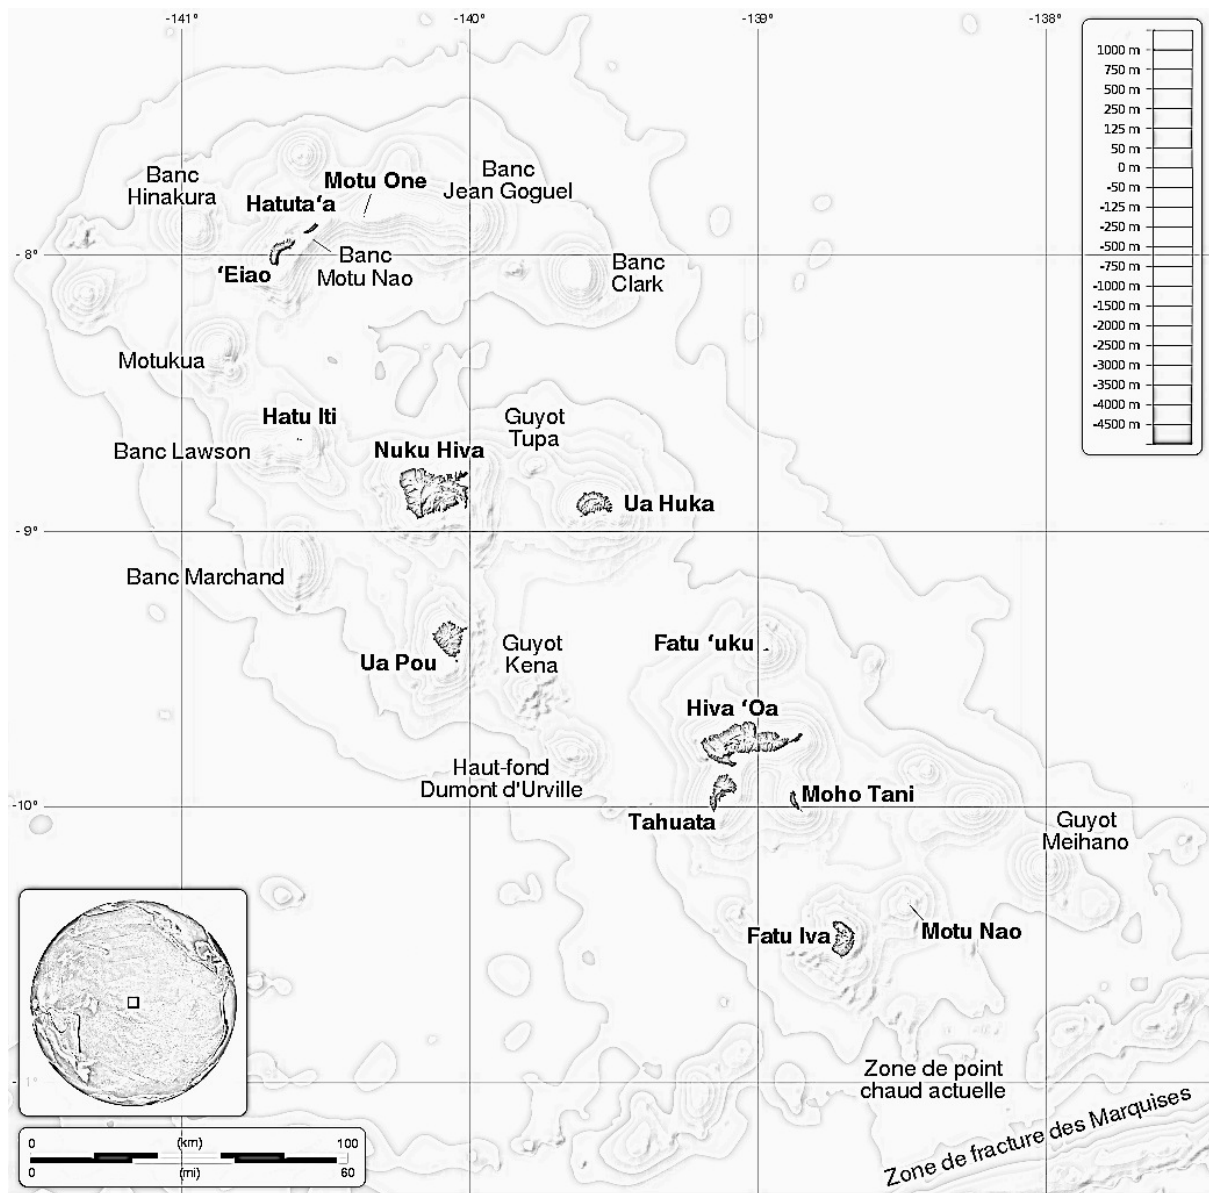 -141°
-140°
-139°
-138°
1000 m
750 m
500 m
250 m
125 m
50 m
0 m
-50 m
-125 m
-250 m
-500 m
-750 m
-1000 m
-1500 m
-2000 m
-2500 m
-3000 m
-3500 m
-4000 m
-4500 m
Banc
Hinakura
Motu One
Banc
Jean Goguel
Hatutaʻa
Banc
Motu Nao
-8°
ʻEiao
Banc
Clark
Motukua
Hatu Iti
Guyot
Tupa
Banc Lawson
Nuku Hiva
Ua Huka
-9°
Banc Marchand
Ua Pou
Guyot
Kena
Fatu ʻuku
Hiva ʻOa
Haut-fond
Dumont d'Urville
-10°
Moho Tani
Tahuata
Guyot
Meihano
Fatu Iva
Motu Nao
Zone de point
chaud actuelle
Zone de fracture des Marquises
0 (km) 100
0 (mi) 60